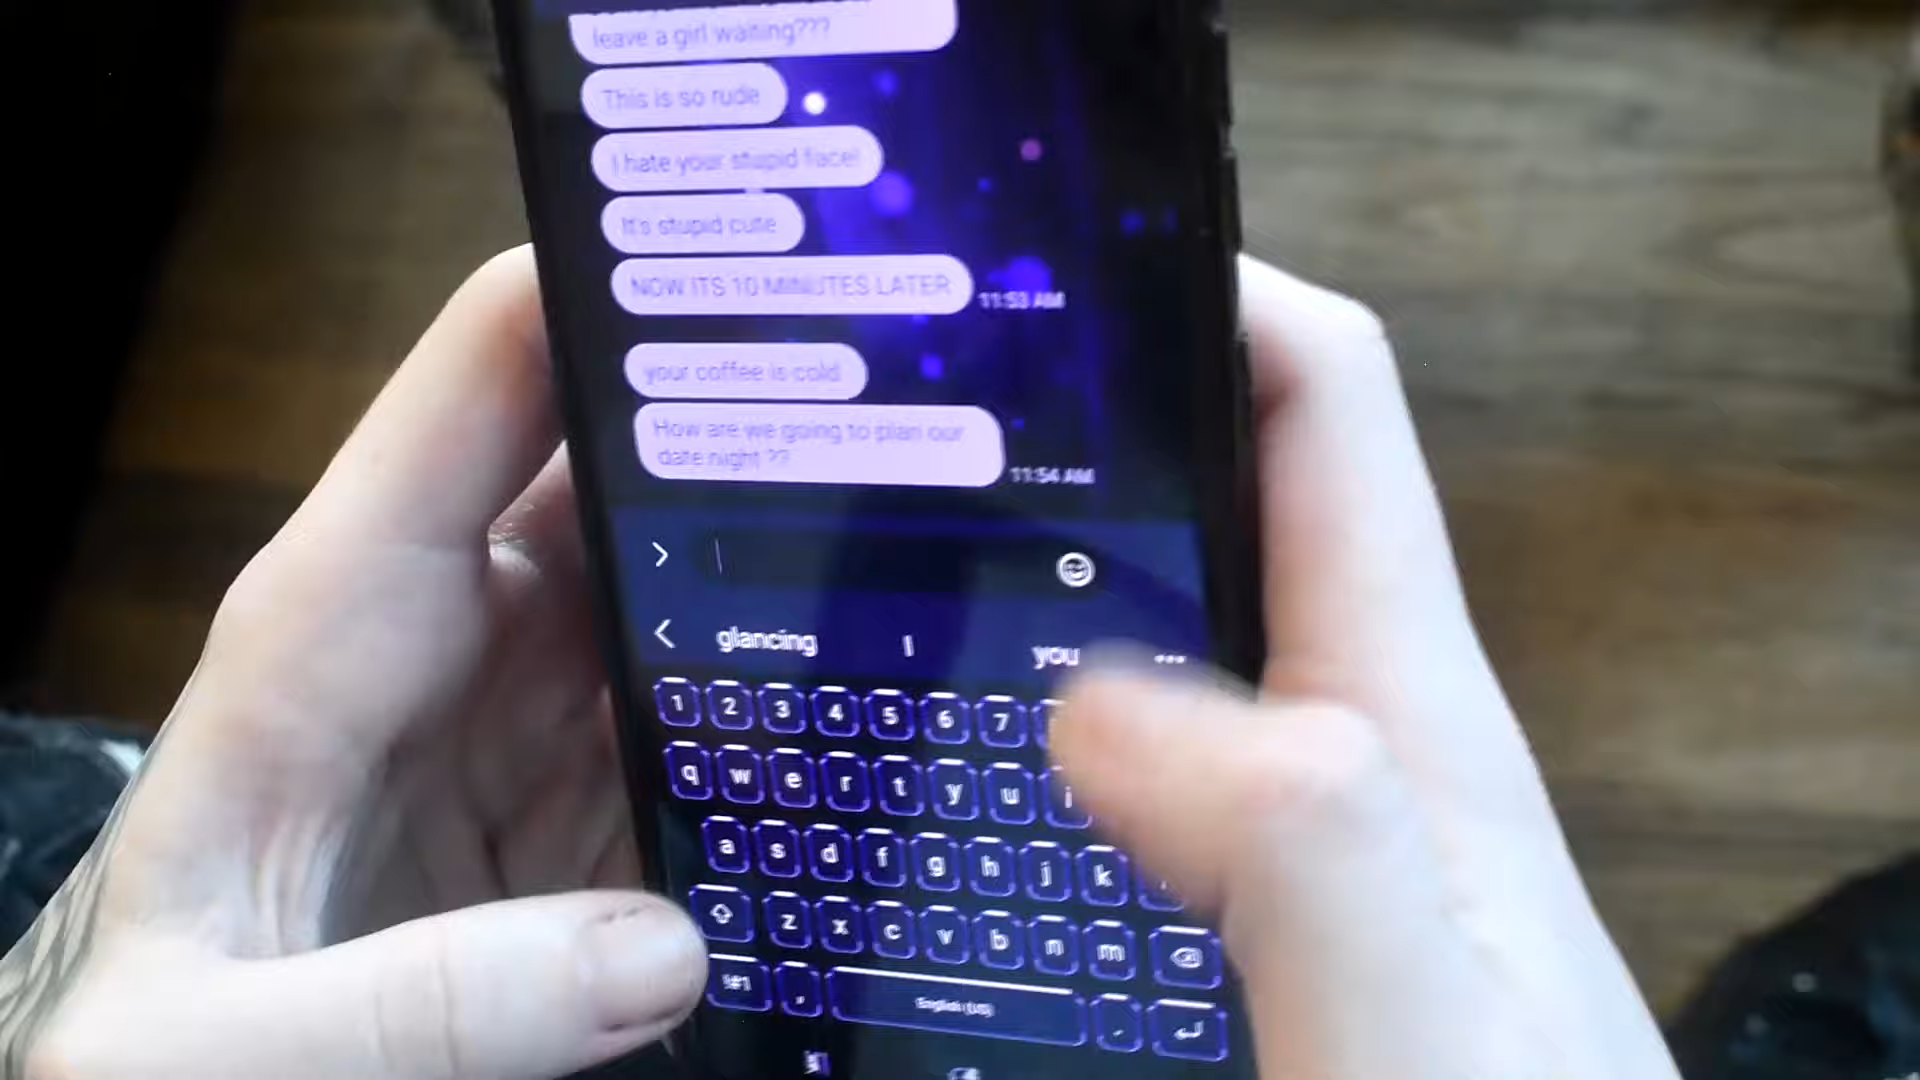 leave a girl waiting???
This is so rude
I hate your stupid face!
It's stupid cute
NOW ITS 10 MINUTES LATER
11:53 AM
your coffee is cold
How are we going to plan our
date night ??
11:54 AM
glancing I you ...
1 2 3 4 5 6 7
q w e r t y u i
a s d f g h j k
z x c v b n m
!#1 , English (US) .